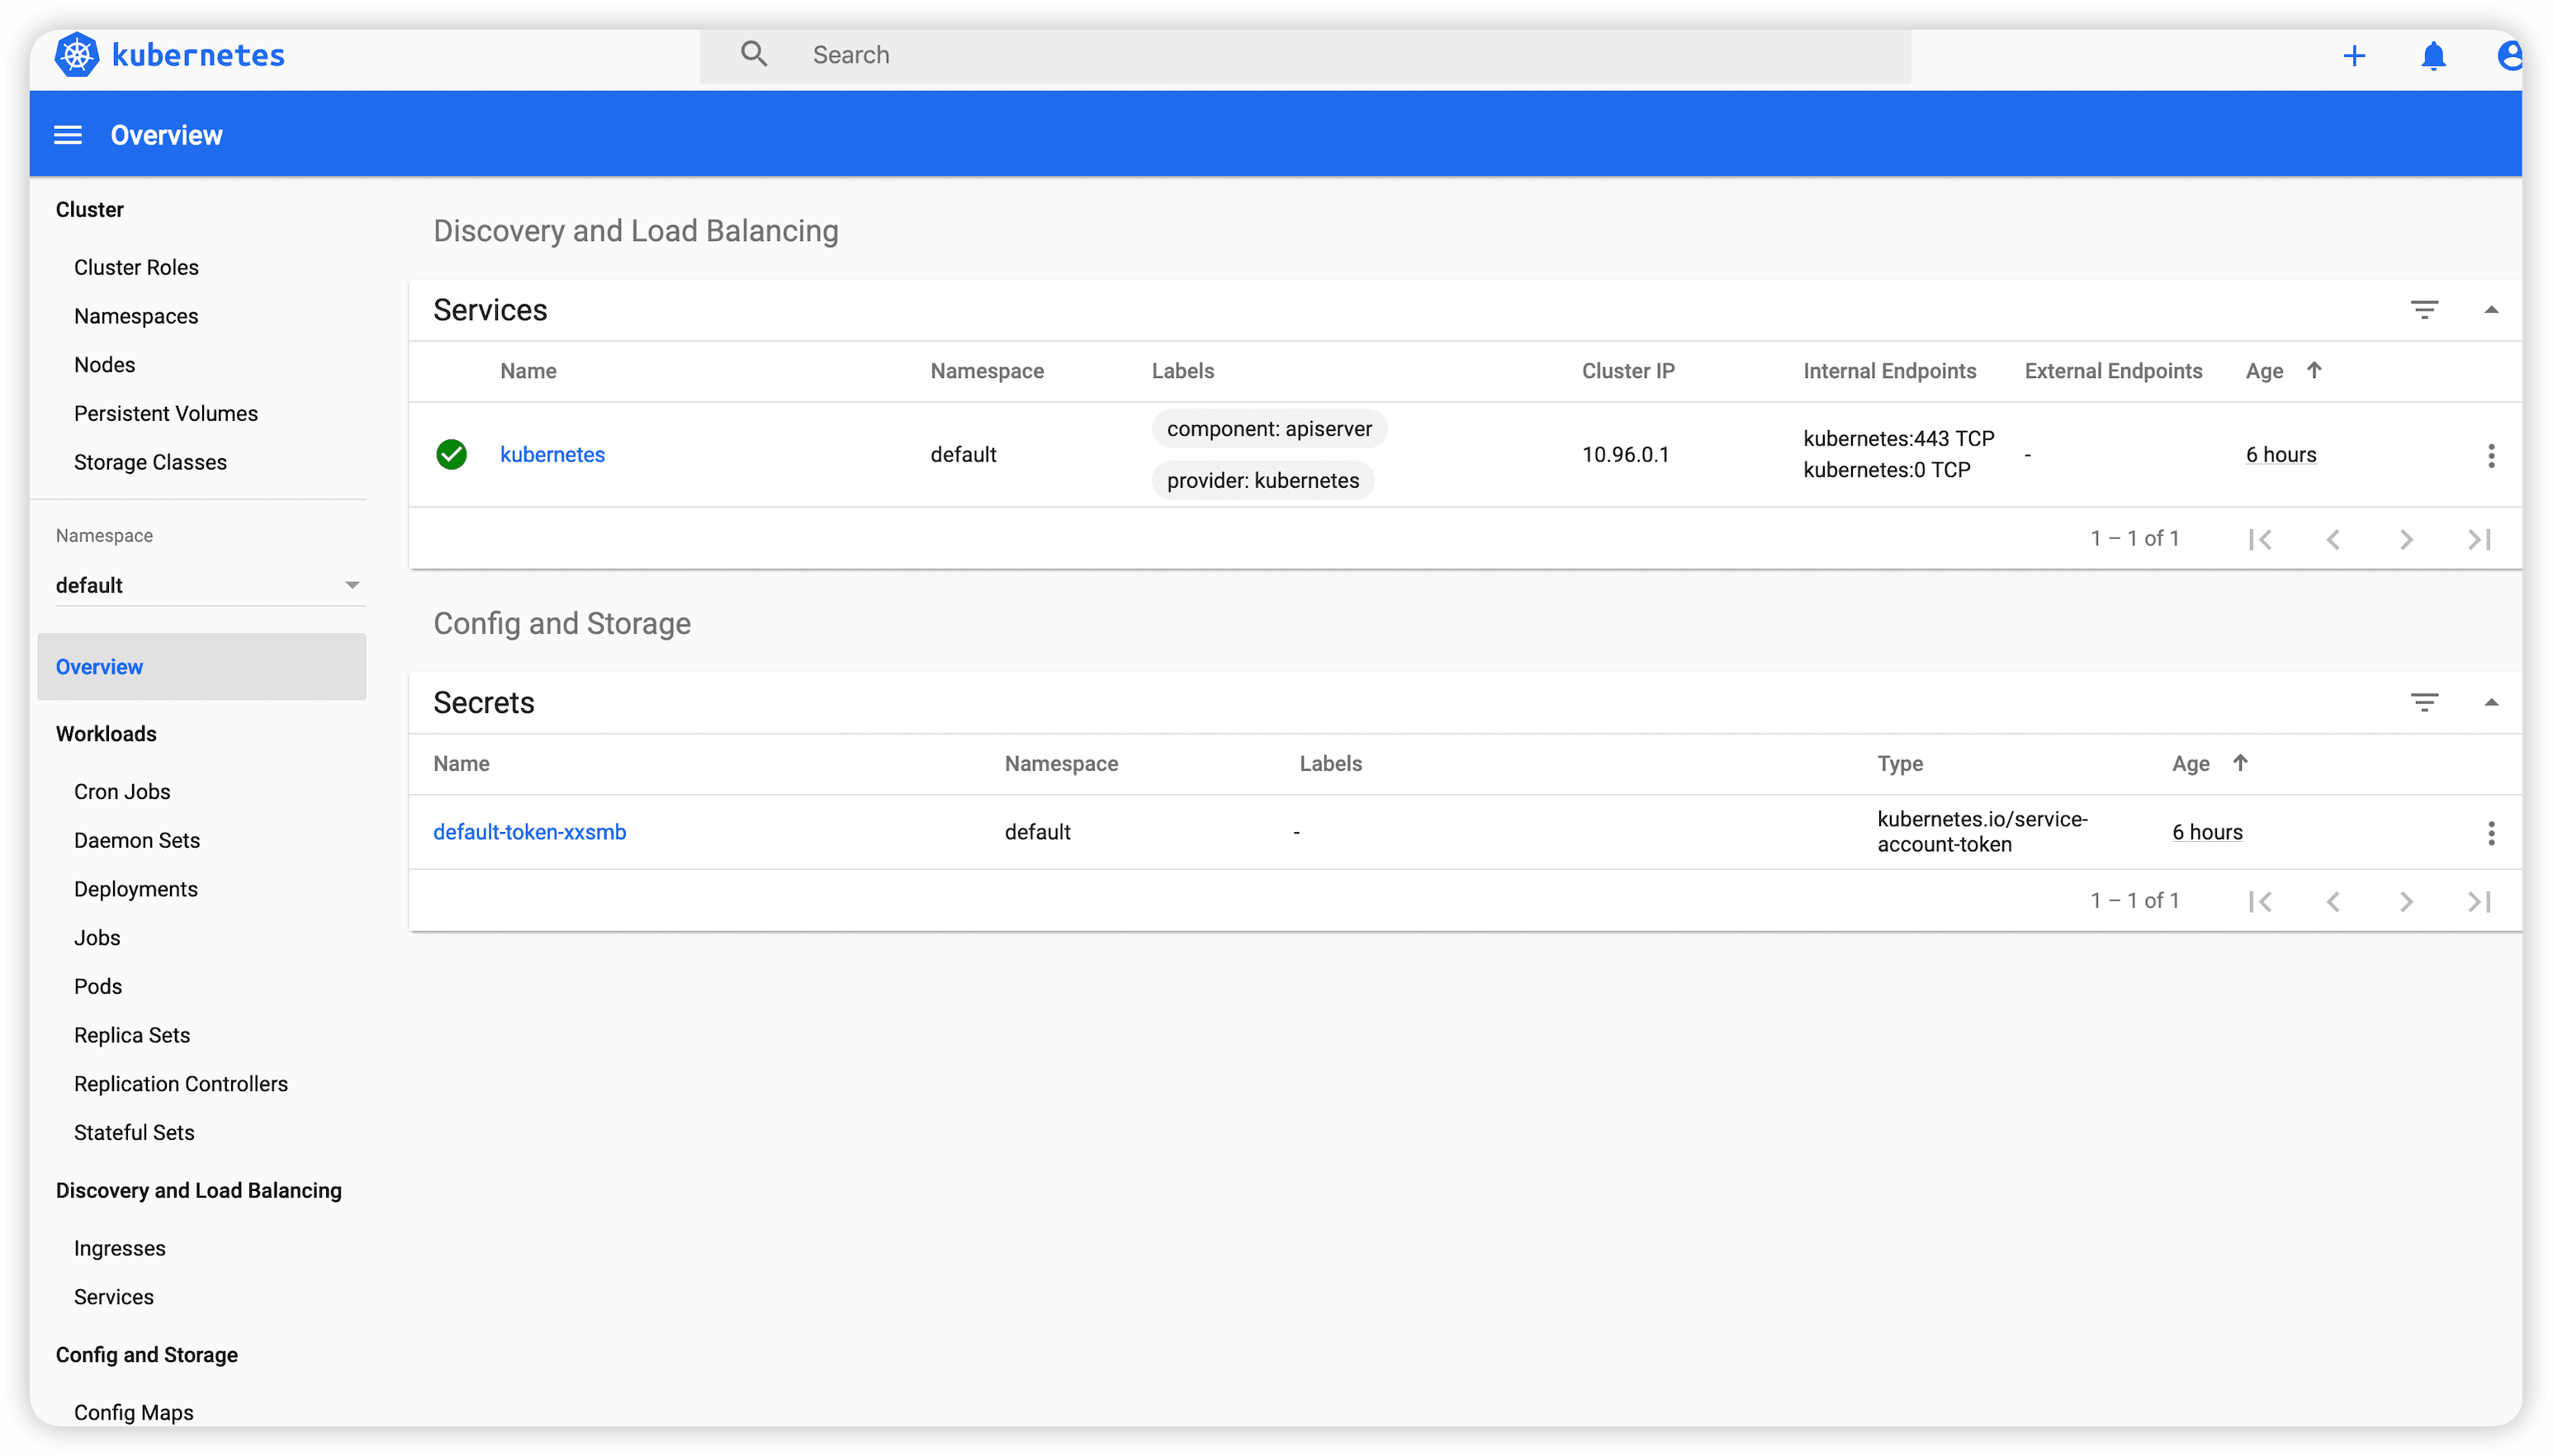 kubernetes
Search
Overview
Cluster
Cluster Roles
Namespaces
Nodes
Persistent Volumes
Storage Classes
Namespace
default
Overview
Workloads
Cron Jobs
Daemon Sets
Deployments
Jobs
Pods
Replica Sets
Replication Controllers
Stateful Sets
Discovery and Load Balancing
Ingresses
Services
Config and Storage
Config Maps
Discovery and Load Balancing
Services
Name Namespace Labels Cluster IP Internal Endpoints External Endpoints Age
kubernetes default component: apiserver provider: kubernetes 10.96.0.1 kubernetes:443 TCP kubernetes:0 TCP - 6 hours
1 – 1 of 1
Config and Storage
Secrets
Name Namespace Labels Type Age
default-token-xxsmb default - kubernetes.io/service-account-token 6 hours
1 – 1 of 1